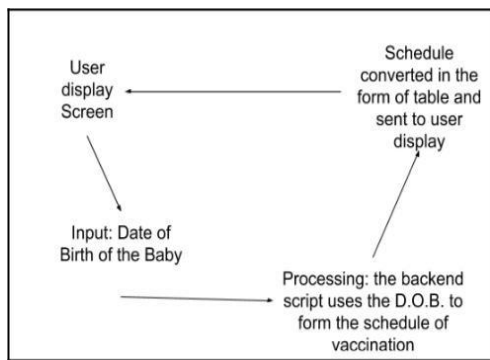 User
display
Screen
Schedule
converted in the
form of table and
sent to user
display
Input: Date of
Birth of the Baby
Processing: the backend
script uses the D.O.B. to
form the schedule of
vaccination